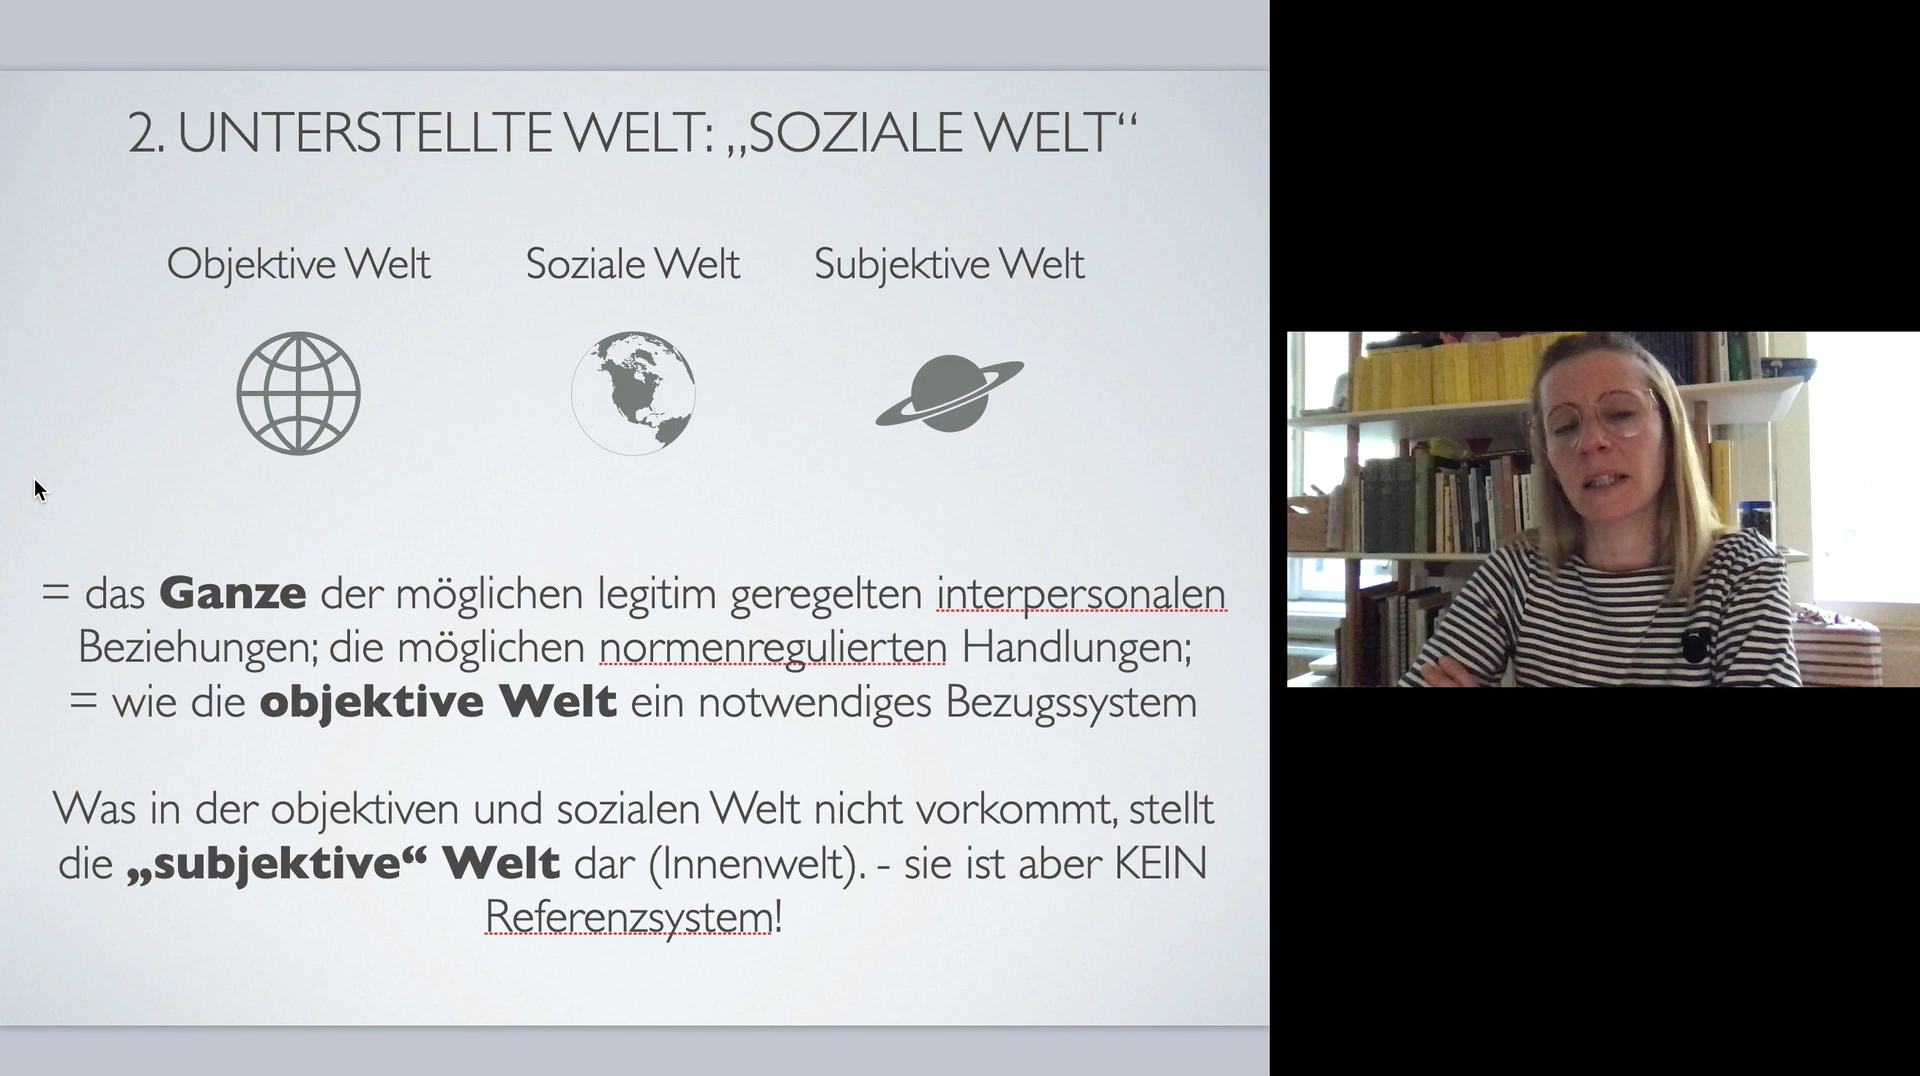 2. UNTERSTELLTE WELT: „SOZIALE WELT“
Objektive Welt Soziale Welt Subjektive Welt
= das Ganze der möglichen legitim geregelten interpersonalen
Beziehungen; die möglichen normenregulierten Handlungen;
= wie die objektive Welt ein notwendiges Bezugssystem
Was in der objektiven und sozialen Welt nicht vorkommt, stellt
die „subjektive“ Welt dar (Innenwelt). - sie ist aber KEIN
Referenzsystem!